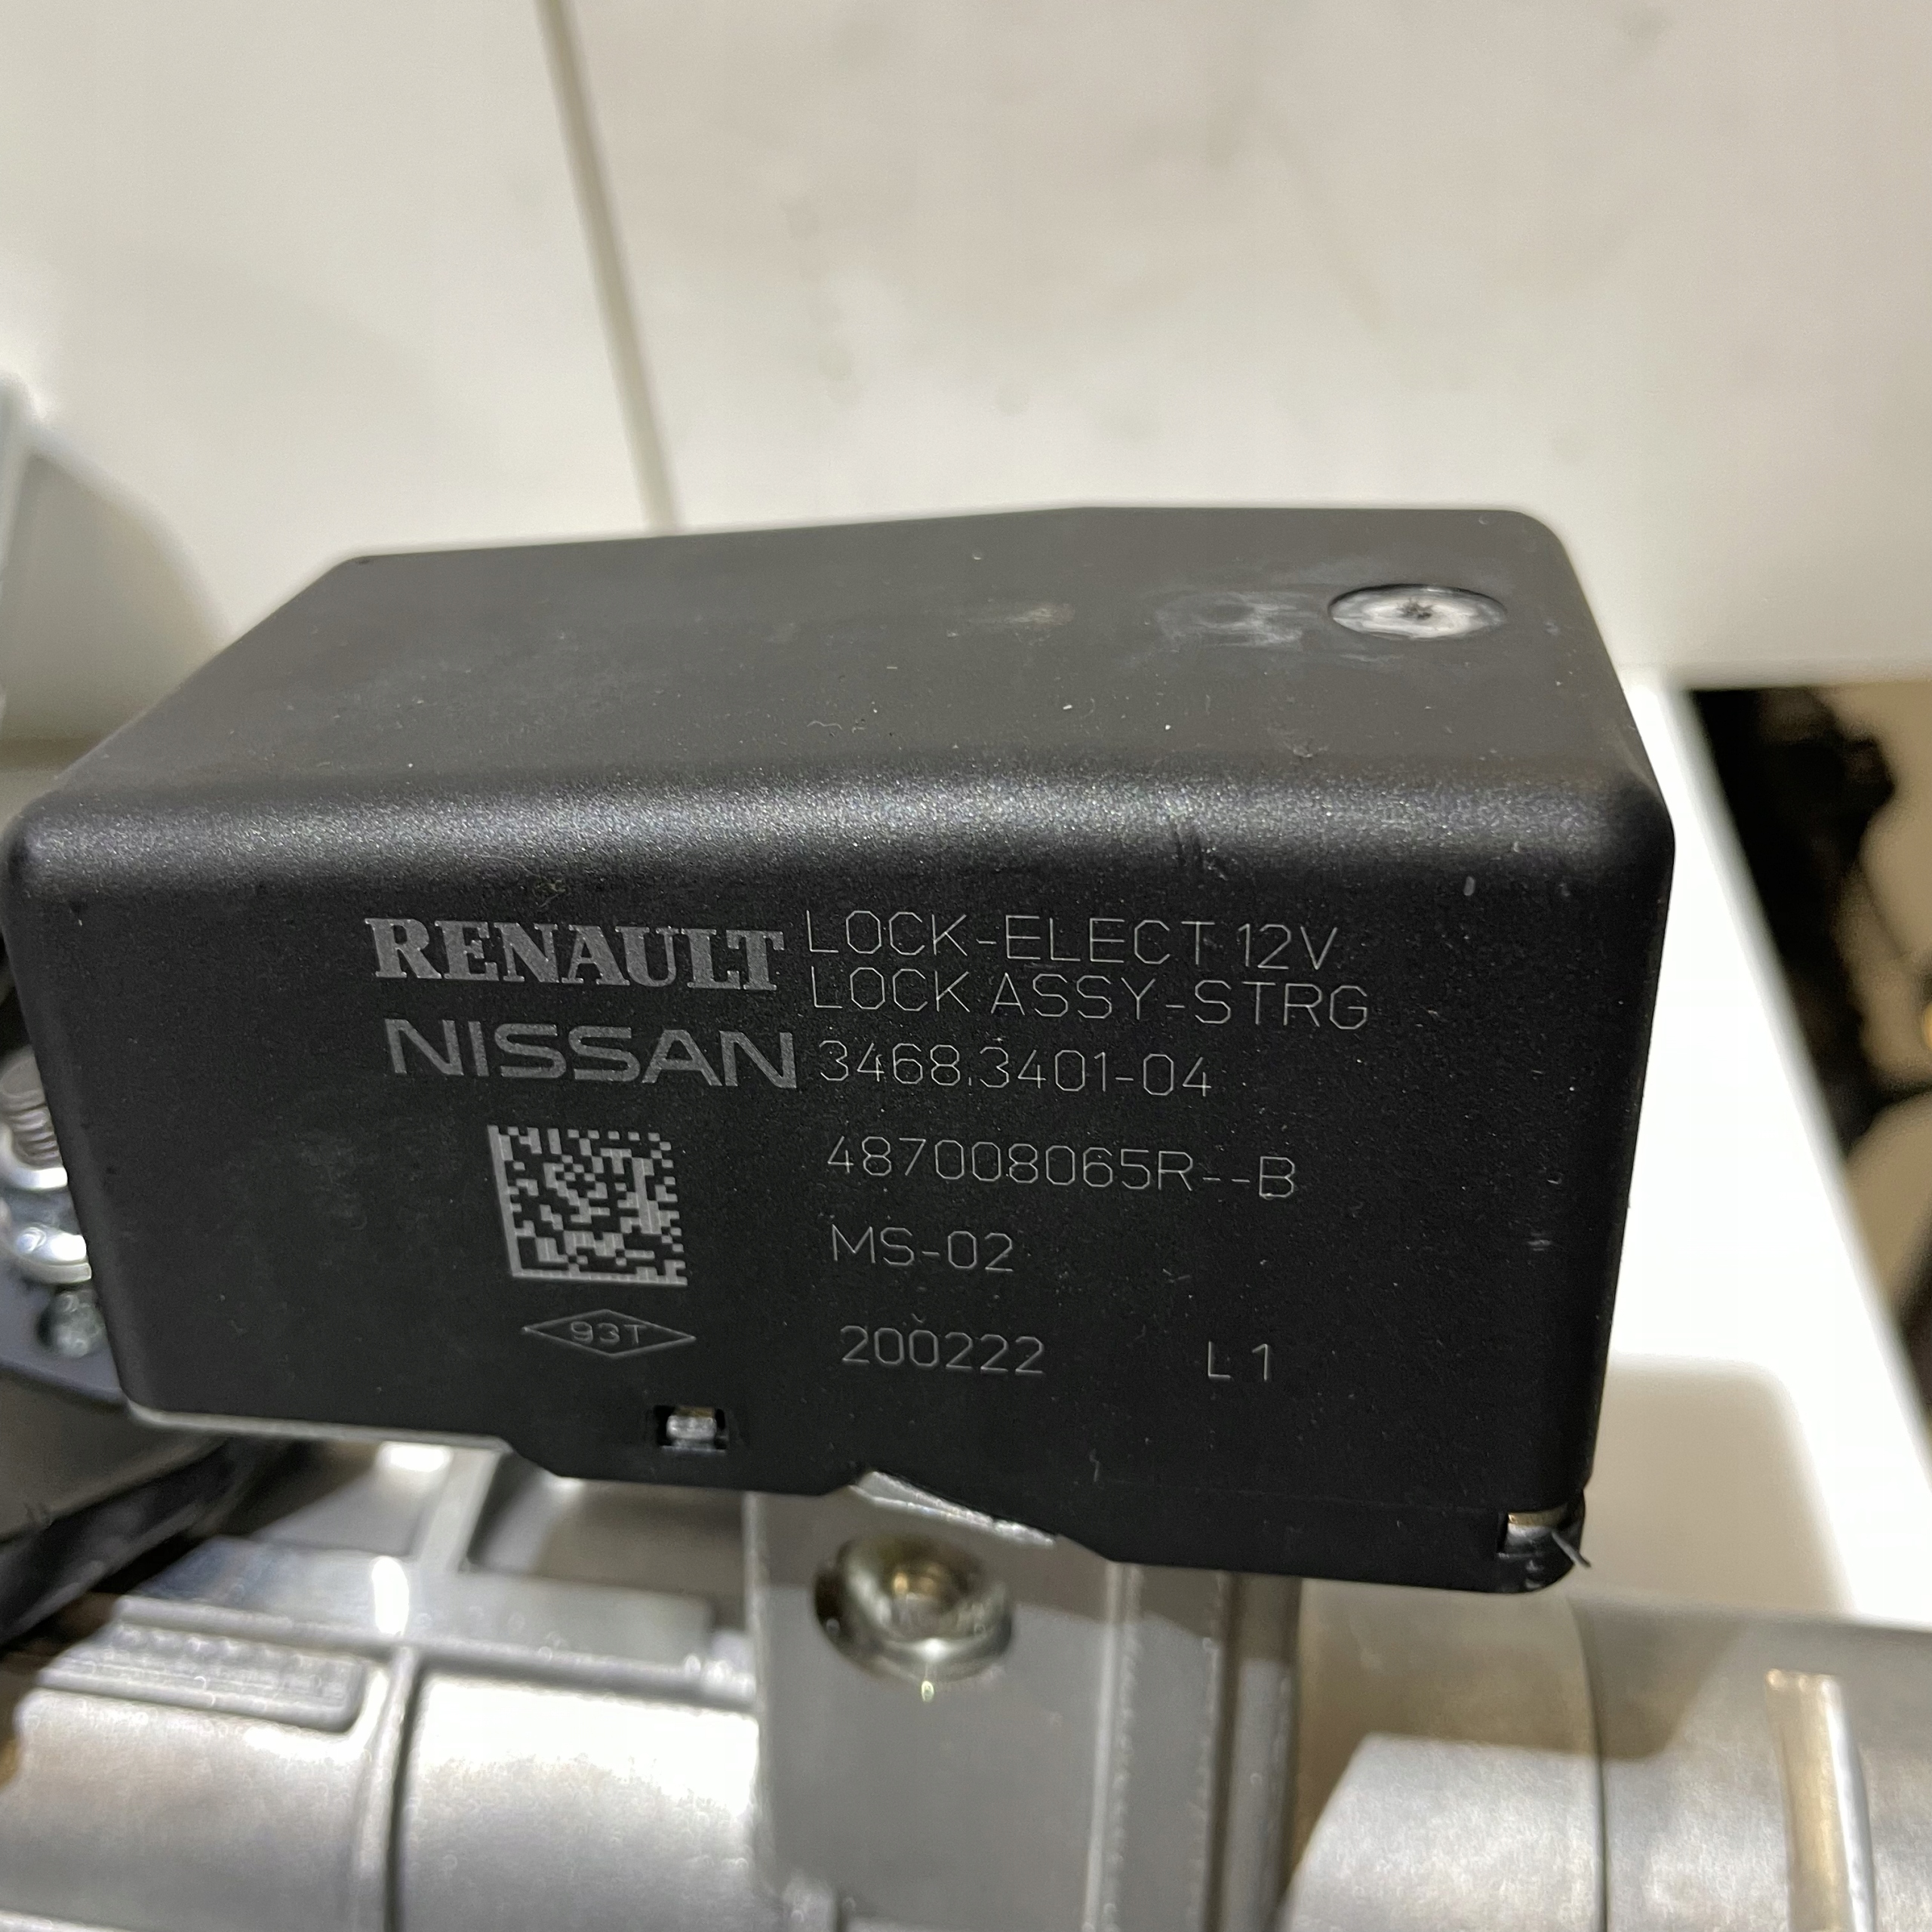 RENAULT LOCK-ELECT 12V
LOCK ASSY-STRG
NISSAN 3468.3401-04
487008065R--B
MS-02
93T
200222 L1